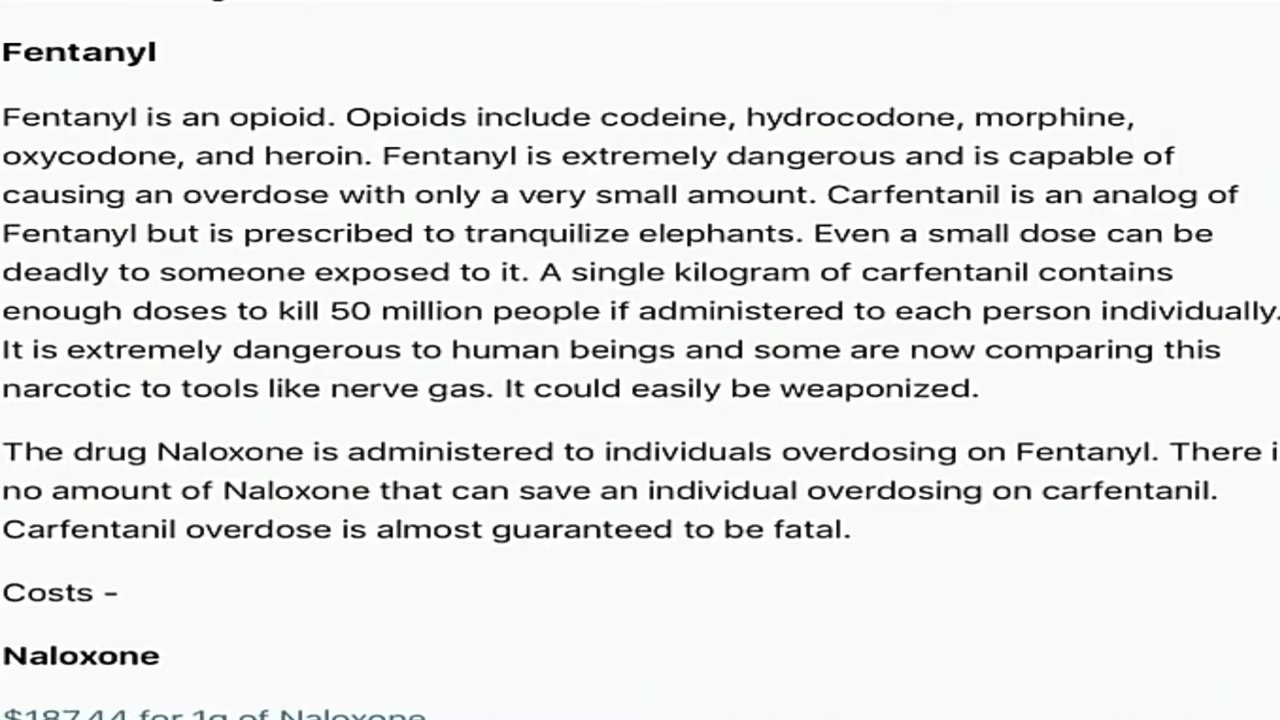 Fentanyl
Fentanyl is an opioid. Opioids include codeine, hydrocodone, morphine,
oxycodone, and heroin. Fentanyl is extremely dangerous and is capable of
causing an overdose with only a very small amount. Carfentanil is an analog of
Fentanyl but is prescribed to tranquilize elephants. Even a small dose can be
deadly to someone exposed to it. A single kilogram of carfentanil contains
enough doses to kill 50 million people if administered to each person individually.
It is extremely dangerous to human beings and some are now comparing this
narcotic to tools like nerve gas. It could easily be weaponized.
The drug Naloxone is administered to individuals overdosing on Fentanyl. There i
no amount of Naloxone that can save an individual overdosing on carfentanil.
Carfentanil overdose is almost guaranteed to be fatal.
Costs -
Naloxone
$187.44 for 1g of Naloxone